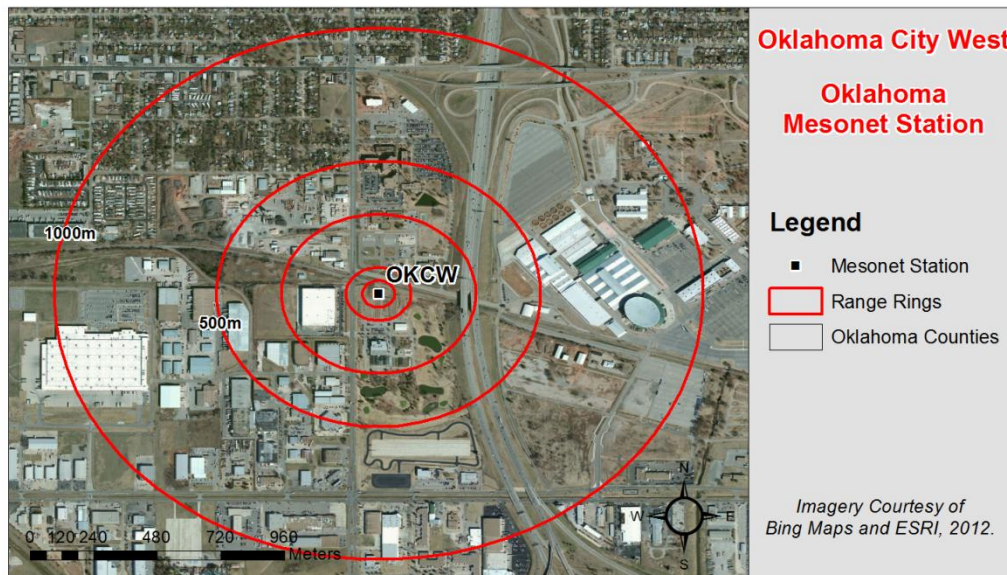 Oklahoma City West
Oklahoma
Mesonet Station
Legend
Mesonet Station
Range Rings
Oklahoma Counties
Imagery Courtesy of
Bing Maps and ESRI, 2012.
1000m
OKCW
500m
N
W E
S
0 120 240 480 720 960
Meters